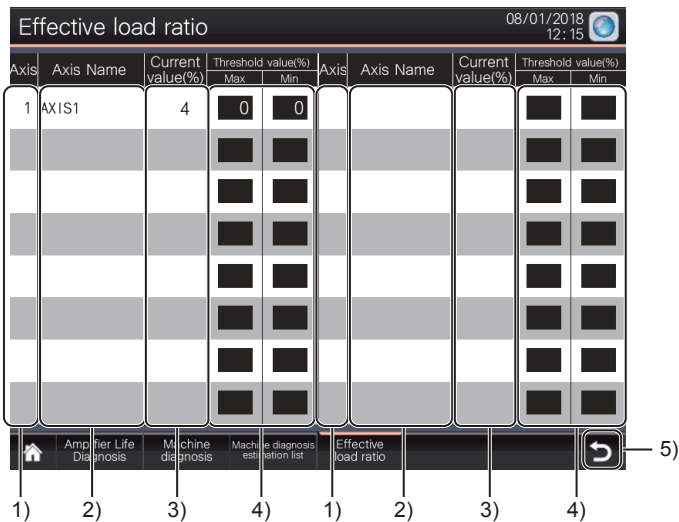 Effective load ratio
08/01/2018
12:15
Axis Axis Name Current value(%) Threshold value(%) Max Min Axis Axis Name Current value(%) Threshold value(%) Max Min
1 AXIS1 4 0 0
Amplifier Life Diagnosis
Machine diagnosis
Machine diagnosis estimation list
Effective load ratio
5)
1) 2) 3) 4) 1) 2) 3) 4)